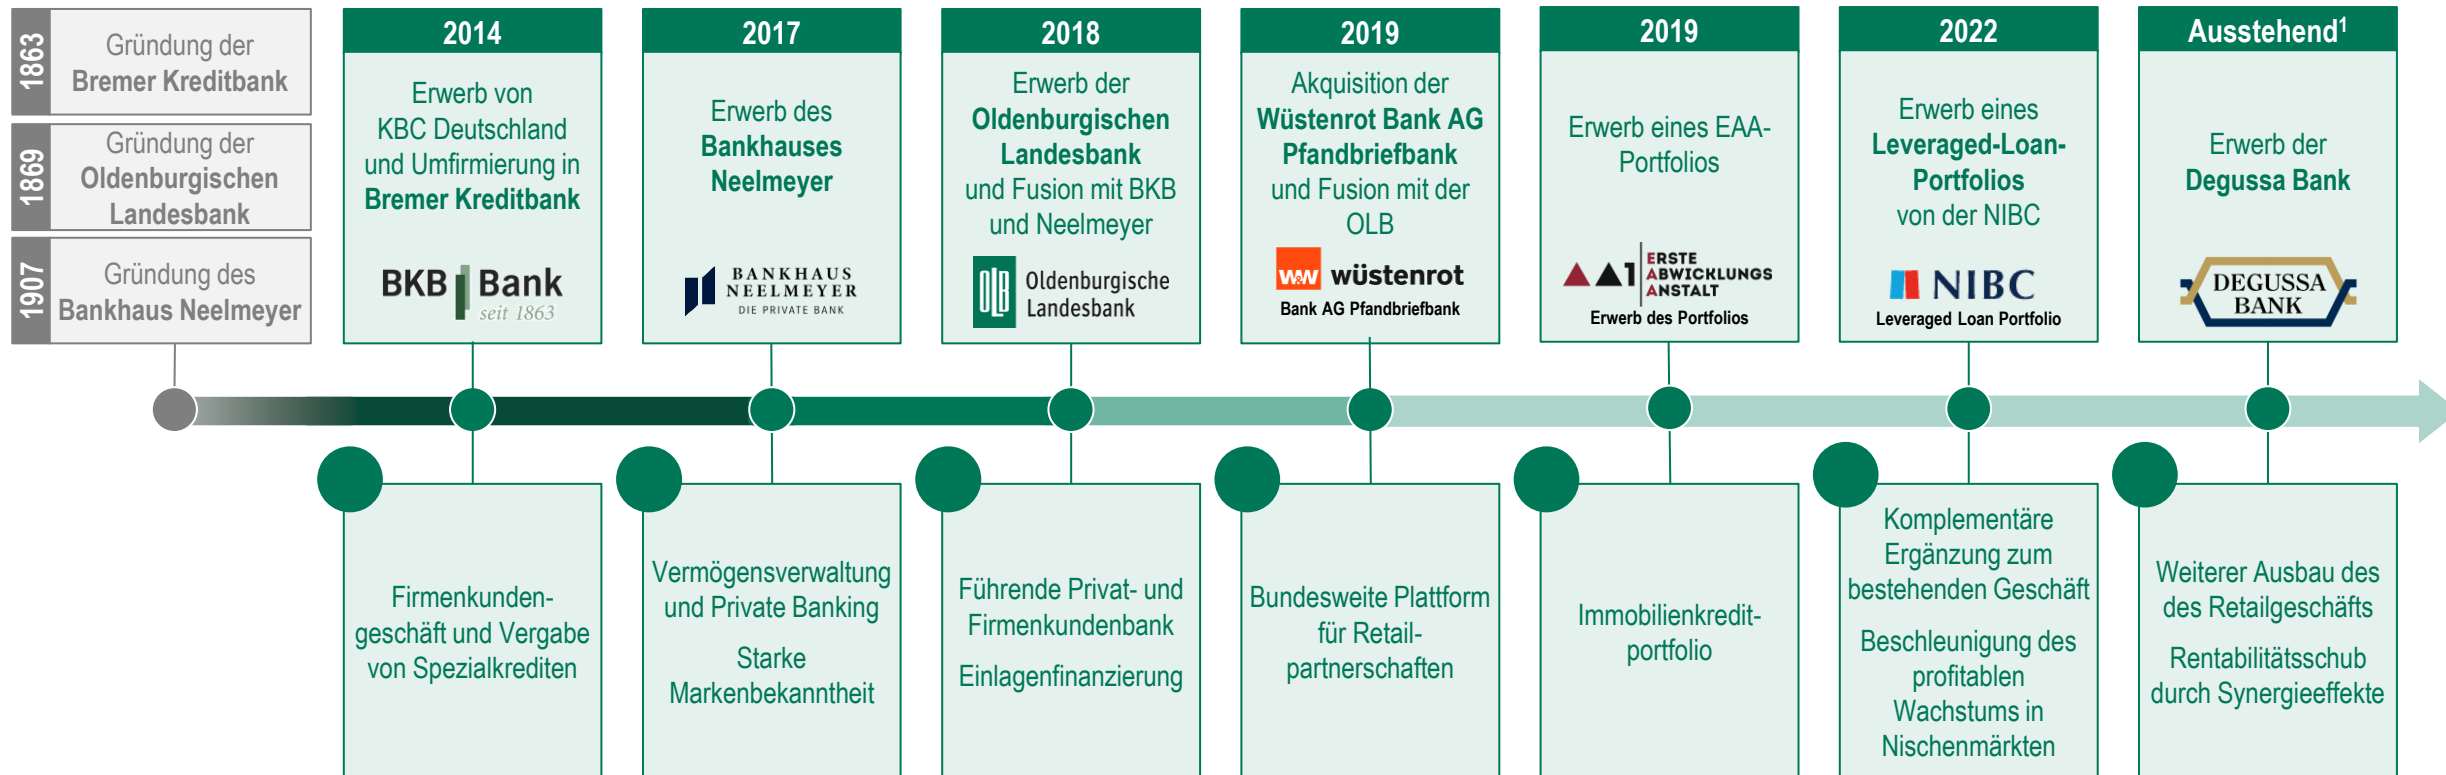 1863
Gründung der
Bremer Kreditbank
1869
Gründung der
Oldenburgischen
Landesbank
1907
Gründung des
Bankhaus Neelmeyer
2014
Erwerb von
KBC Deutschland
und Umfirmierung in
Bremer Kreditbank
BKB Bank
seit 1863
2017
Erwerb des
Bankhauses
Neelmeyer
BANKHAUS
NEELMEYER
DIE PRIVATE BANK
2018
Erwerb der
Oldenburgischen
Landesbank
und Fusion mit BKB
und Neelmeyer
OLB
Oldenburgische
Landesbank
2019
Akquisition der
Wüstenrot Bank AG
Pfandbriefbank
und Fusion mit der
OLB
W&W wüstenrot
Bank AG Pfandbriefbank
2019
Erwerb eines EAA-
Portfolios
ERSTE
ABWICKLUNGS
ANSTALT
Erwerb des Portfolios
2022
Erwerb eines
Leveraged-Loan-
Portfolios
von der NIBC
NIBC
Leveraged Loan Portfolio
Ausstehend¹
Erwerb der
Degussa Bank
DEGUSSA
BANK
Firmenkunden-
geschäft und Vergabe
von Spezialkrediten
Vermögensverwaltung
und Private Banking
Starke
Markenbekanntheit
Führende Privat- und
Firmenkundenbank
Einlagenfinanzierung
Bundesweite Plattform
für Retail-
partnerschaften
Immobilienkredit-
portfolio
Komplementäre
Ergänzung zum
bestehenden Geschäft
Beschleunigung des
profitablen
Wachstums in
Nischenmärkten
Weiterer Ausbau des
des Retailgeschäfts
Rentabilitätsschub
durch Synergieeffekte